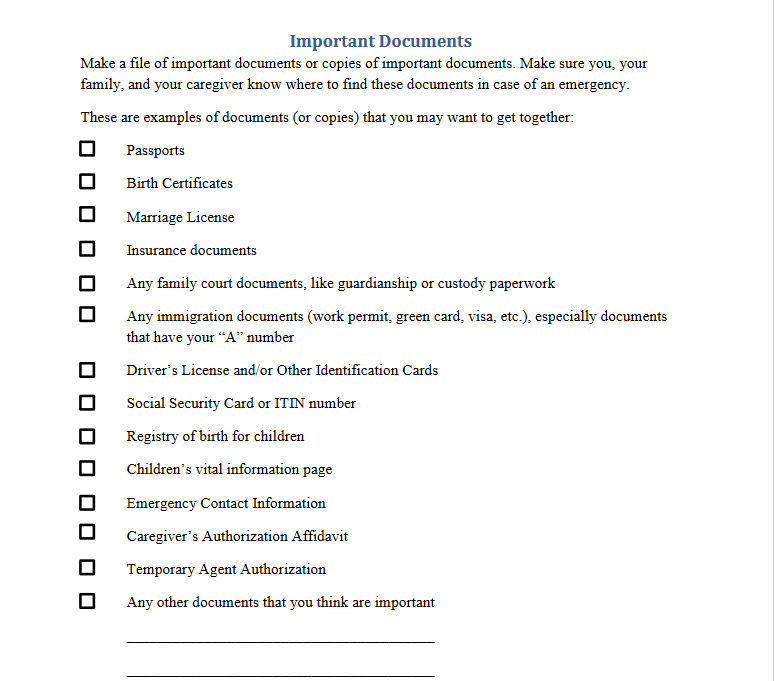 Important Documents
Make a file of important documents or copies of important documents. Make sure you, your
family, and your caregiver know where to find these documents in case of an emergency.
These are examples of documents (or copies) that you may want to get together:
Passports
Birth Certificates
Marriage License
Insurance documents
Any family court documents, like guardianship or custody paperwork
Any immigration documents (work permit, green card, visa, etc.), especially documents
that have your “A” number
Driver’s License and/or Other Identification Cards
Social Security Card or ITIN number
Registry of birth for children
Children’s vital information page
Emergency Contact Information
Caregiver’s Authorization Affidavit
Temporary Agent Authorization
Any other documents that you think are important